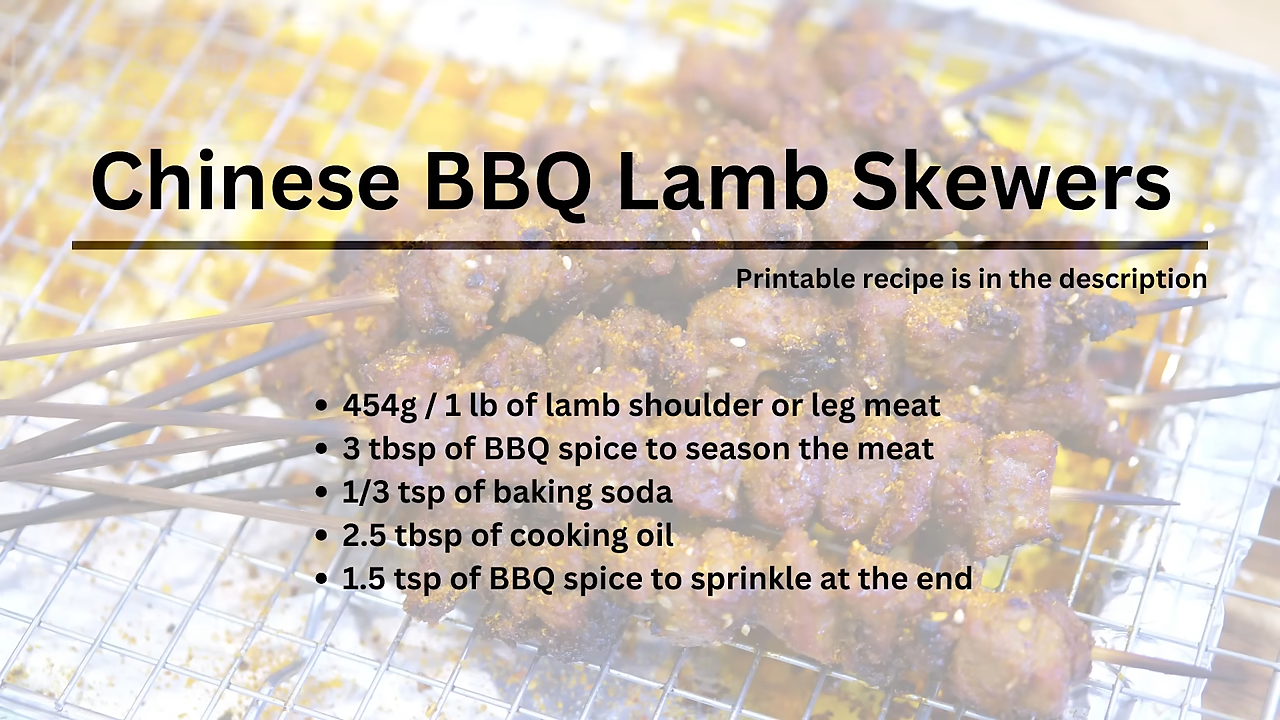 Chinese BBQ Lamb Skewers
Printable recipe is in the description
• 454g / 1 lb of lamb shoulder or leg meat
• 3 tbsp of BBQ spice to season the meat
• 1/3 tsp of baking soda
• 2.5 tbsp of cooking oil
• 1.5 tsp of BBQ spice to sprinkle at the end